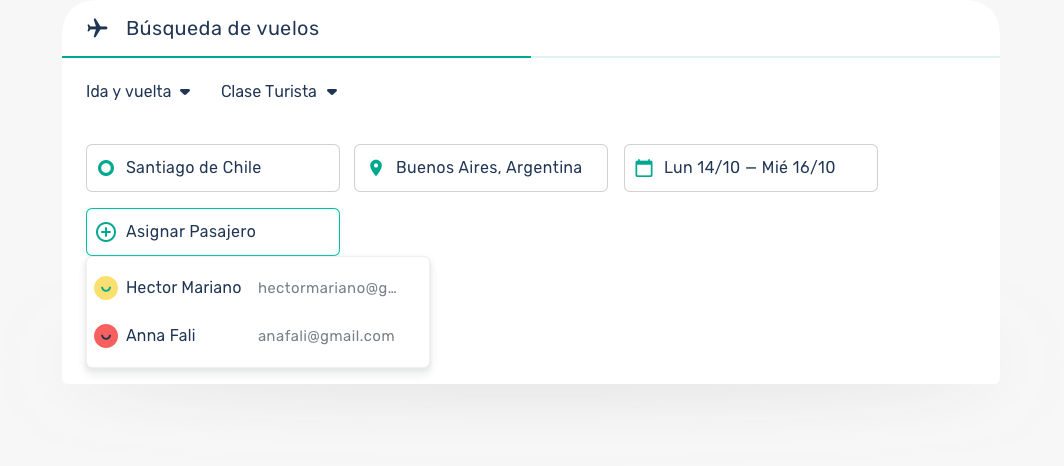 Búsqueda de vuelos
Ida y vuelta Clase Turista
Santiago de Chile Buenos Aires, Argentina Lun 14/10 – Mié 16/10
Asignar Pasajero
Hector Mariano hectormariano@g...
Anna Fali anafali@gmail.com